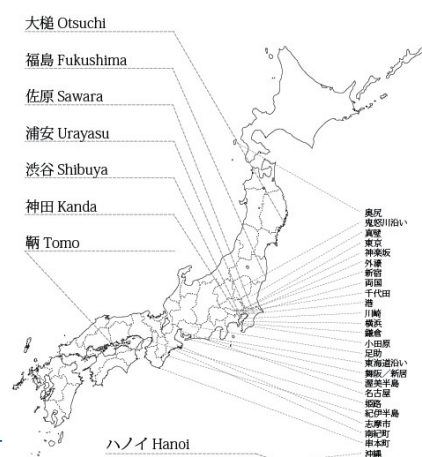 大槌 Otsuchi
福島 Fukushima
佐原 Sawara
浦安 Urayasu
渋谷 Shibuya
神田 Kanda
鞆 Tomo
奥尻
鬼怒川沿い
真壁
東京
神楽坂
外濠
新宿
両国
千代田
港
川崎
横浜
鎌倉
小田原
足助
東海道沿い
舞阪／新居
渥美半島
名古屋
姫路
紀伊半島
志摩市
南紀町
串本町
沖縄
ハノイ Hanoi